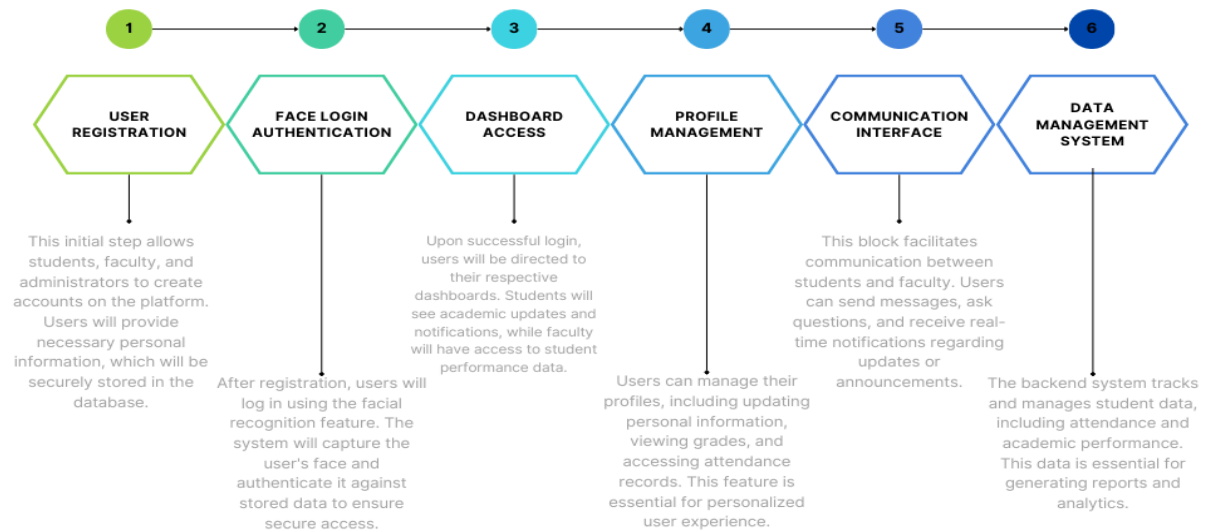 1
2
3
4
5
6
USER
REGISTRATION
FACE LOGIN
AUTHENTICATION
DASHBOARD
ACCESS
PROFILE
MANAGEMENT
COMMUNICATION
INTERFACE
DATA
MANAGEMENT
SYSTEM
This initial step allows
students, faculty, and
administrators to create
accounts on the platform.
Users will provide
necessary personal
information, which will be
securely stored in the
database.
After registration, users will
log in using the facial
recognition feature. The
system will capture the
user's face and
authenticate it against
stored data to ensure
secure access.
Upon successful login,
users will be directed to
their respective
dashboards. Students will
see academic updates and
notifications, while faculty
will have access to student
performance data.
Users can manage their
profiles, including updating
personal information,
viewing grades, and
accessing attendance
records. This feature is
essential for personalized
user experience.
This block facilitates
communication between
students and faculty. Users
can send messages, ask
questions, and receive real-
time notifications regarding
updates or
announcements.
The backend system tracks
and manages student data,
including attendance and
academic performance.
This data is essential for
generating reports and
analytics.